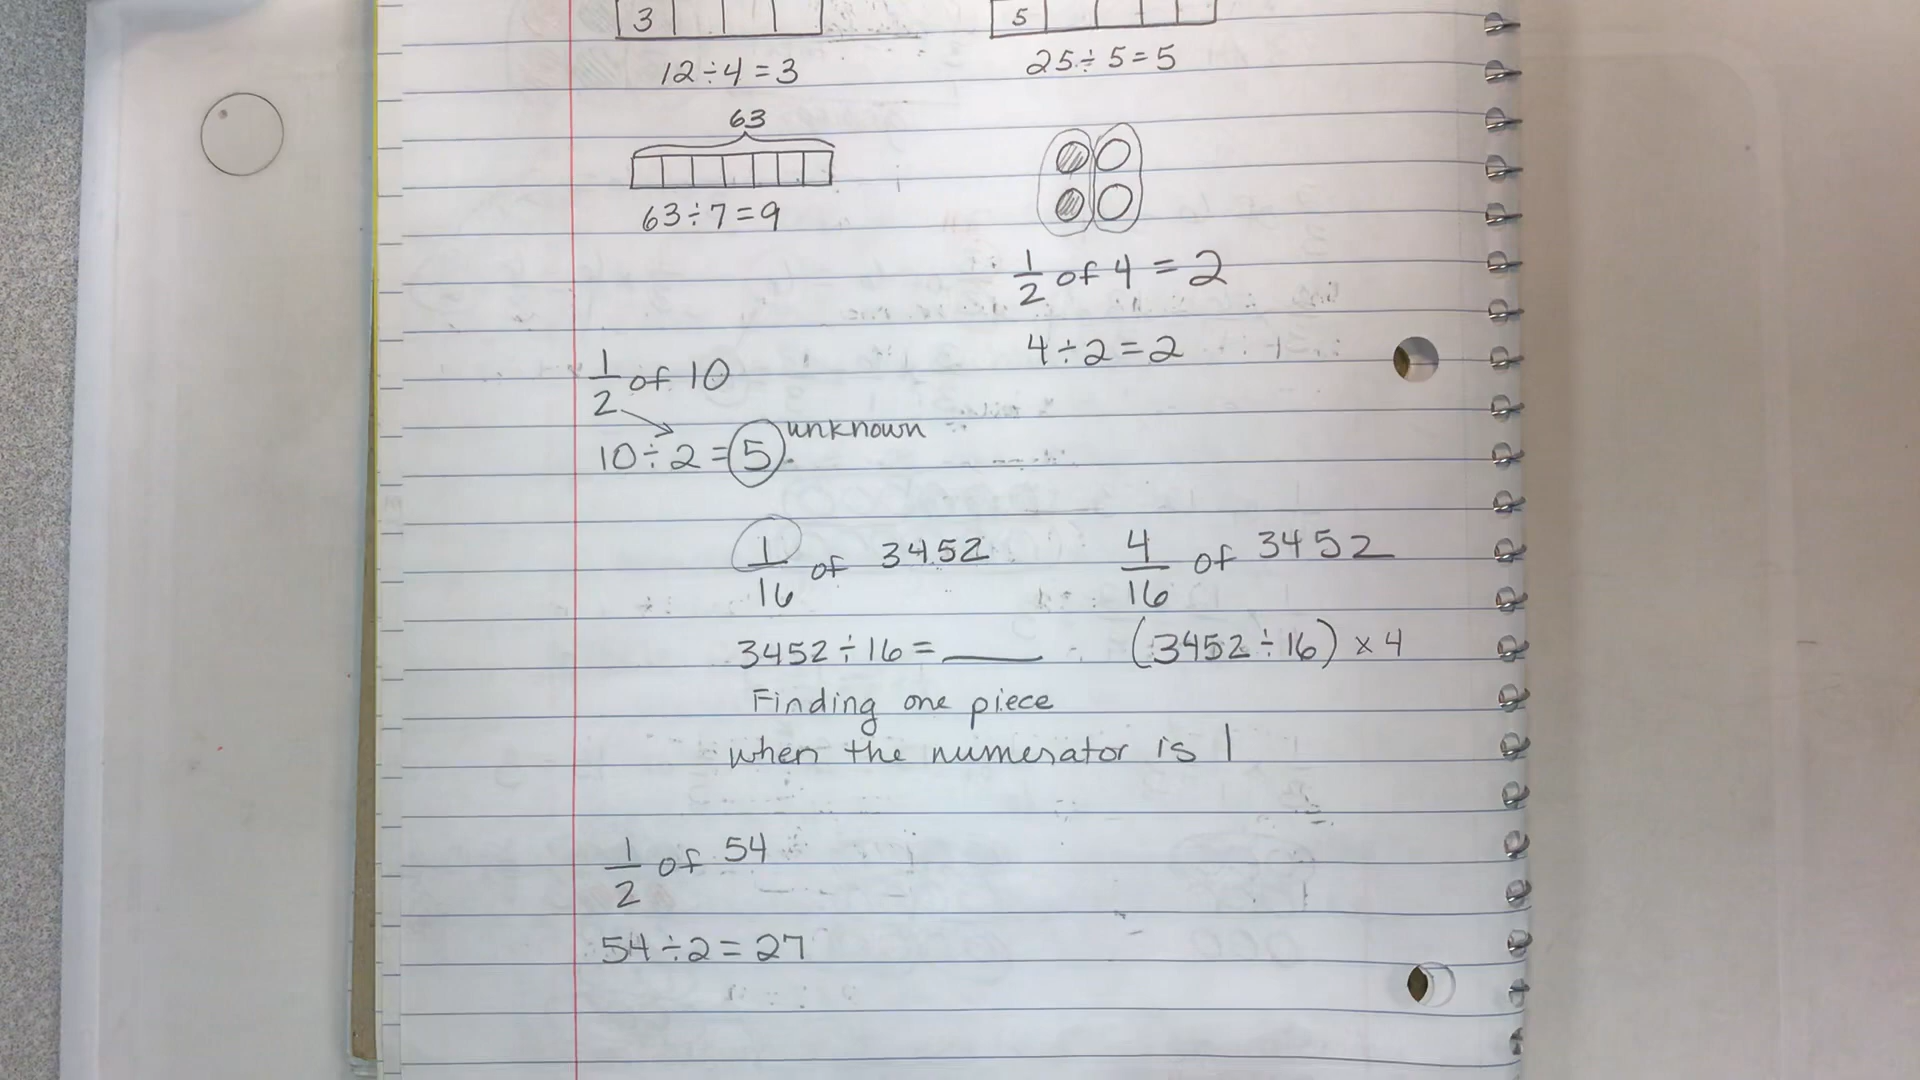 3
5
12÷4=3
25÷5=5
63
63÷7=9
1/2 of 4 = 2
4÷2=2
1/2 of 10
10÷2=5 unknown
1/16 of 3452
4/16 of 3452
3452÷16=____
(3452÷16) x 4
Finding one piece
when the numerator is 1
1/2 of 54
54÷2=27